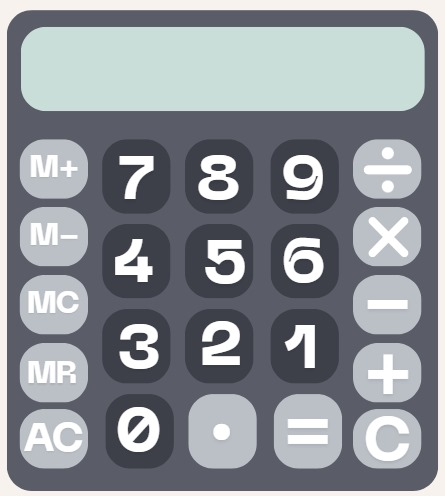 M+ 7 8 9 ÷
M− 4 5 6 ×
MC 3 2 1 −
MR 0 . = +
AC C